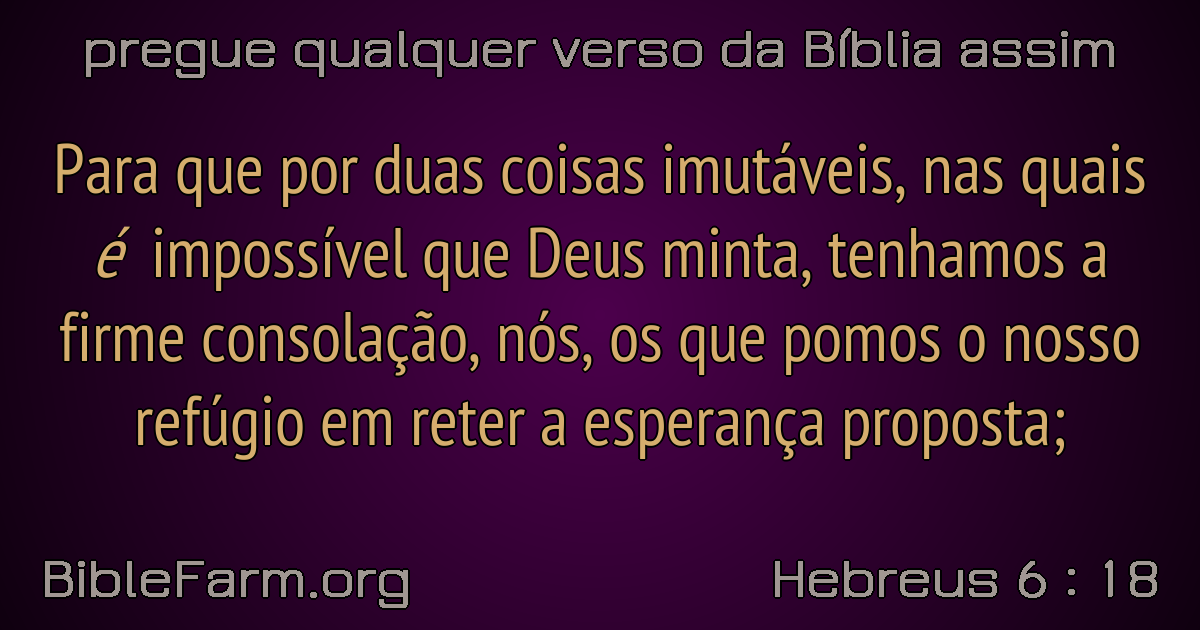 pregue qualquer verso da Bíblia assim
Para que por duas coisas imutáveis, nas quais
é impossível que Deus minta, tenhamos a
firme consolação, nós, os que pomos o nosso
refúgio em reter a esperança proposta;
BibleFarm.org
Hebreus 6 : 18